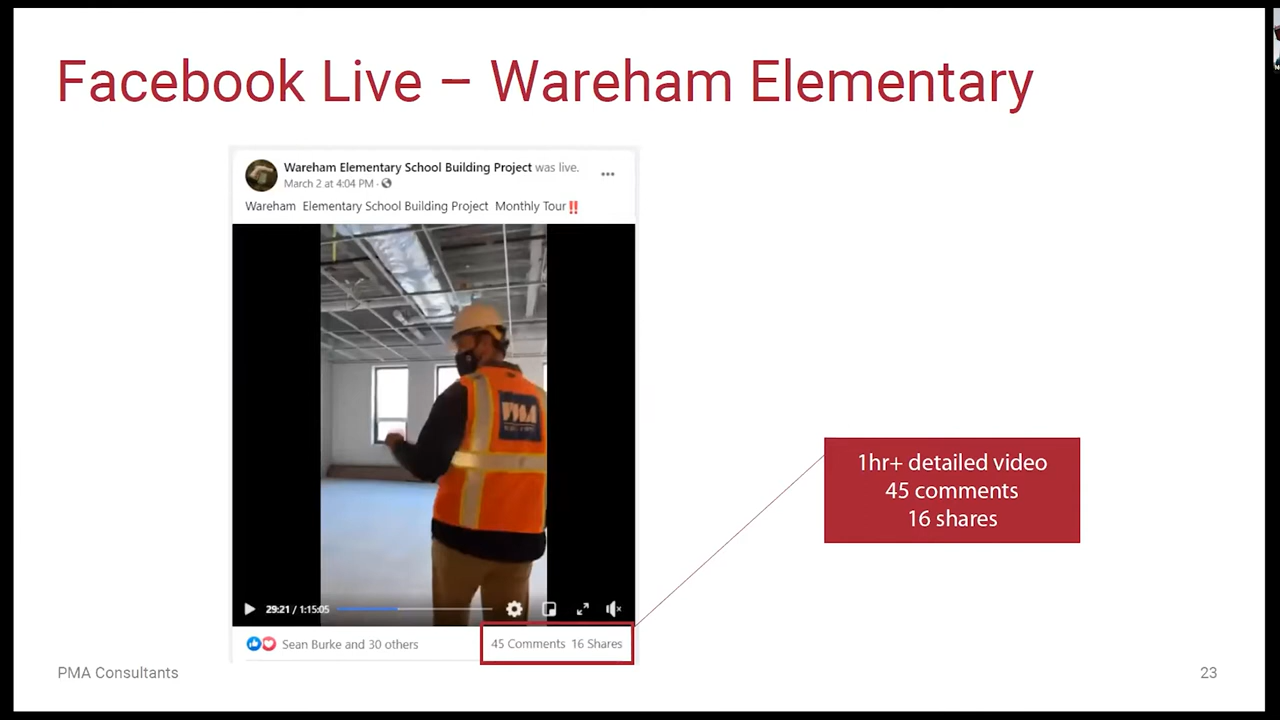 Facebook Live – Wareham Elementary
Wareham Elementary School Building Project was live.
March 2 at 4:04 PM ·
Wareham Elementary School Building Project Monthly Tour‼
29:21 / 1:15:05
Sean Burke and 30 others
45 Comments 16 Shares
1hr+ detailed video
45 comments
16 shares
PMA Consultants
23